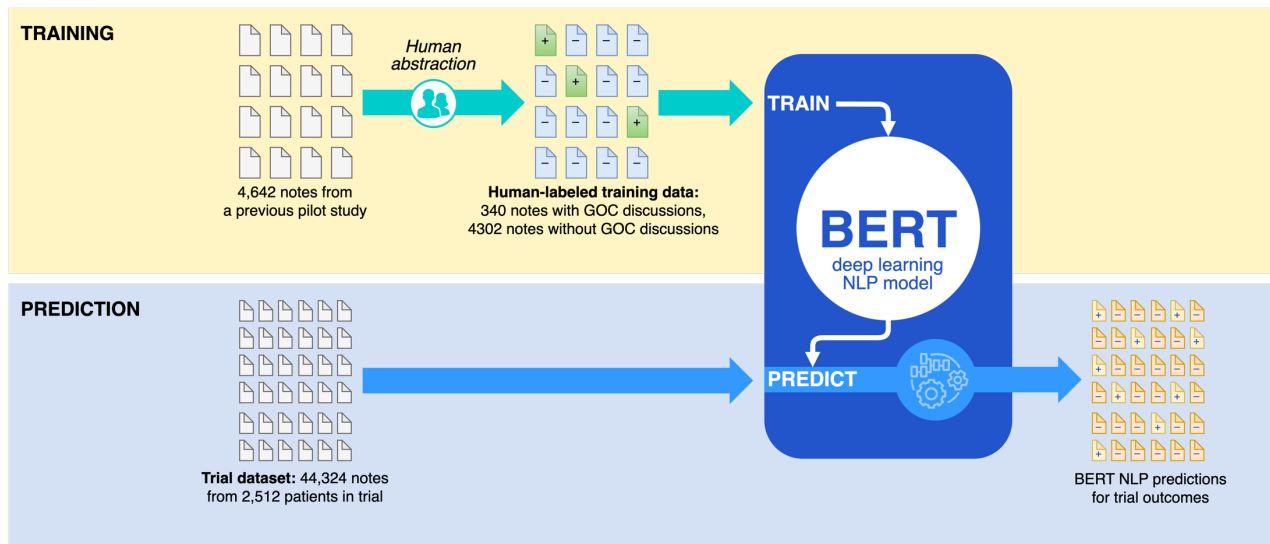 TRAINING
Human
abstraction
4,642 notes from
a previous pilot study
+ − − −
− + − −
− − − +
− − − −
Human-labeled training data:
340 notes with GOC discussions,
4302 notes without GOC discussions
TRAIN
BERT
deep learning
NLP model
PREDICTION
PREDICT
Trial dataset: 44,324 notes
from 2,512 patients in trial
+ − − − + −
− − + − − +
+ − − − − −
− + − − + −
− − − + − −
+ − − − − −
BERT NLP predictions
for trial outcomes